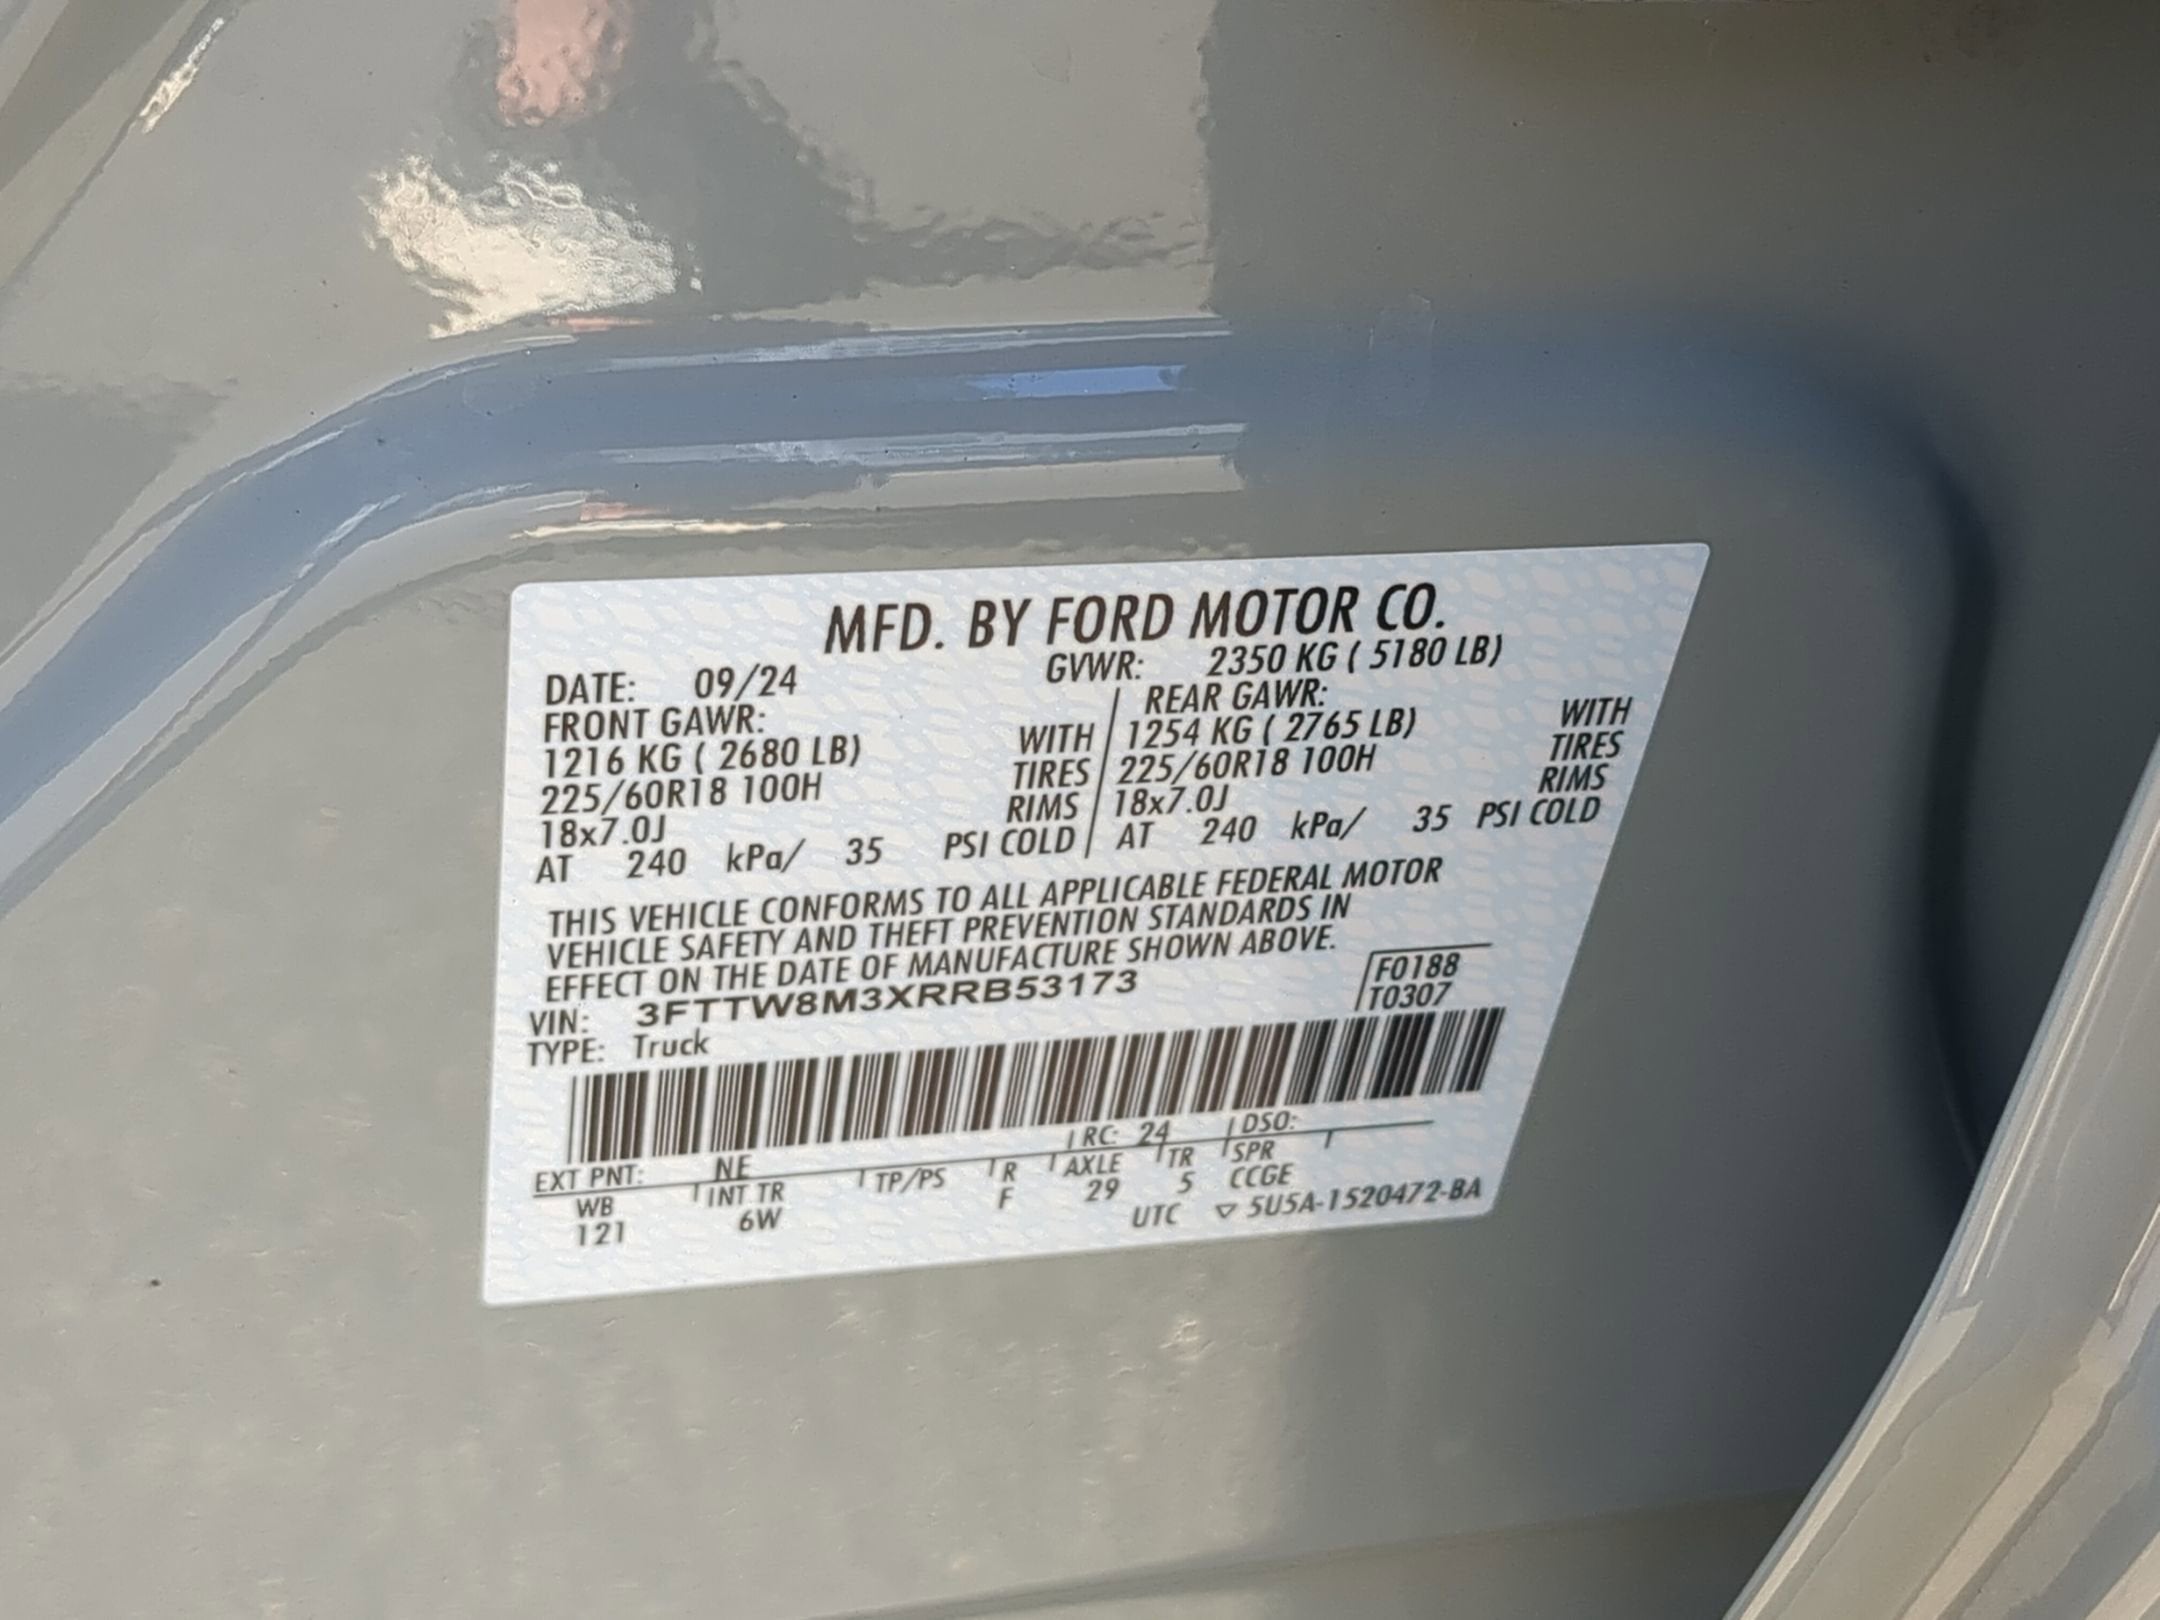 MFD. BY FORD MOTOR CO.
DATE: 09/24 GVWR: 2350 KG ( 5180 LB)
FRONT GAWR: REAR GAWR:
1216 KG ( 2680 LB) WITH 1254 KG ( 2765 LB) WITH
225/60R18 100H TIRES 225/60R18 100H TIRES
18x7.0J RIMS 18x7.0J RIMS
AT 240 kPa/ 35 PSI COLD AT 240 kPa/ 35 PSI COLD
THIS VEHICLE CONFORMS TO ALL APPLICABLE FEDERAL MOTOR
VEHICLE SAFETY AND THEFT PREVENTION STANDARDS IN
EFFECT ON THE DATE OF MANUFACTURE SHOWN ABOVE.
VIN: 3FTTW8M3XRRB53173 F0188
TYPE: Truck T0307
EXT PNT: NE RC: 24 DSO:
WB INT TR TP/PS R AXLE TR SPR
121 6W F 29 5 CCGE
UTC ▽ 5U5A-1520472-BA